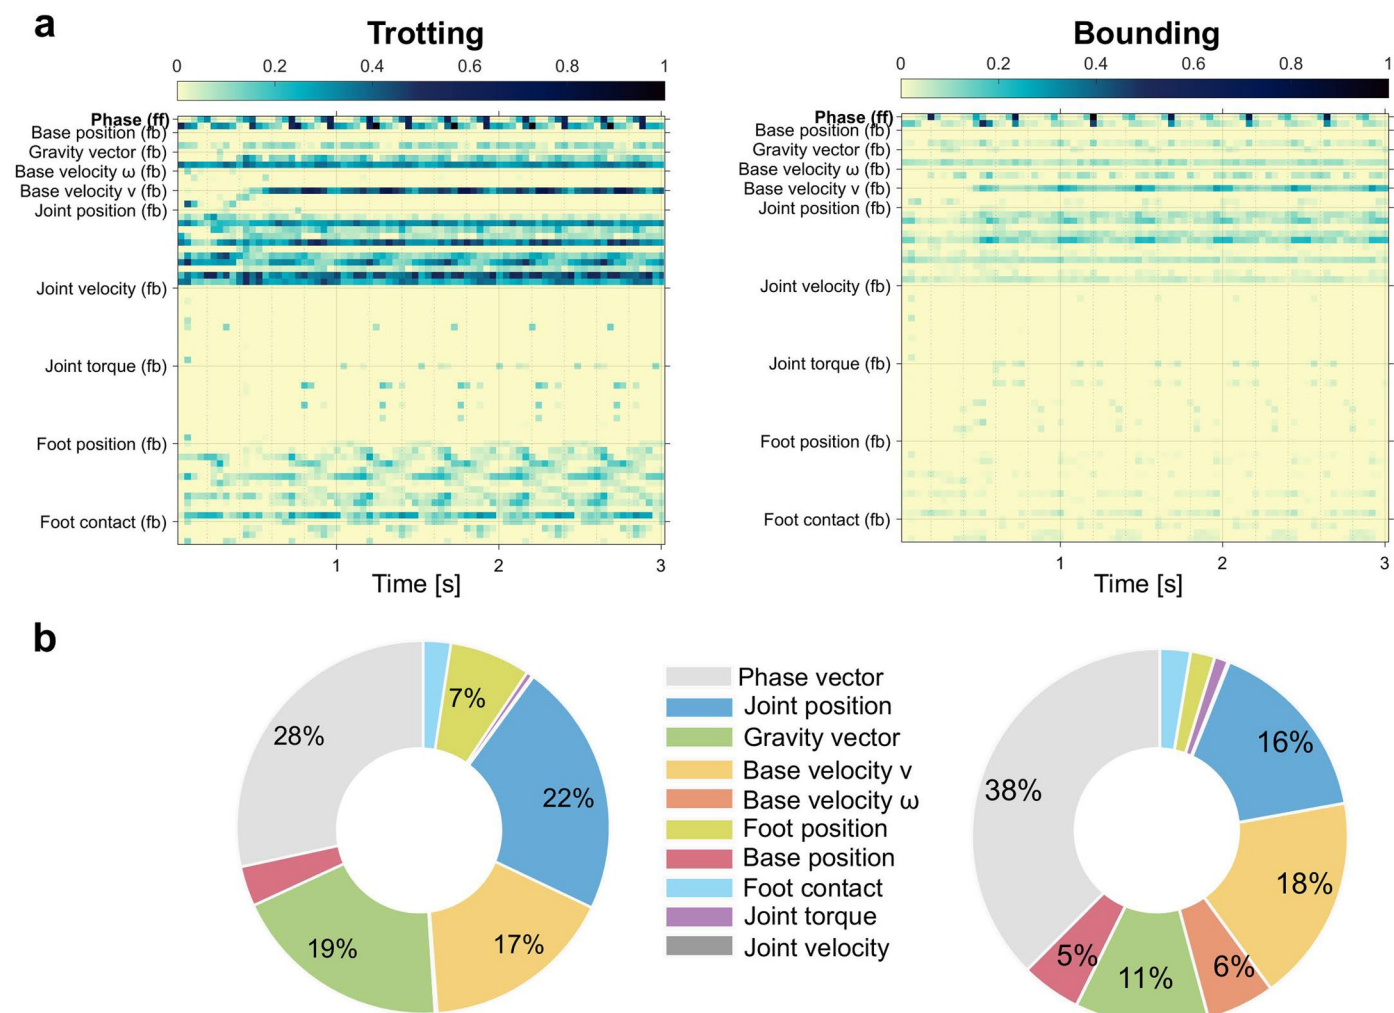 a
Trotting
Bounding
0 0.2 0.4 0.6 0.8 1
0 0.2 0.4 0.6 0.8 1
Phase (ff)
Base position (fb)
Gravity vector (fb)
Base velocity ω (fb)
Base velocity v (fb)
Joint position (fb)
Joint velocity (fb)
Joint torque (fb)
Foot position (fb)
Foot contact (fb)
1 2 3
Time [s]
Phase (ff)
Base position (fb)
Gravity vector (fb)
Base velocity ω (fb)
Base velocity v (fb)
Joint position (fb)
Joint velocity (fb)
Joint torque (fb)
Foot position (fb)
Foot contact (fb)
1 2 3
Time [s]
b
7%
28%
22%
19%
17%
Phase vector
Joint position
Gravity vector
Base velocity v
Base velocity ω
Foot position
Base position
Foot contact
Joint torque
Joint velocity
16%
38%
18%
5%
6%
11%